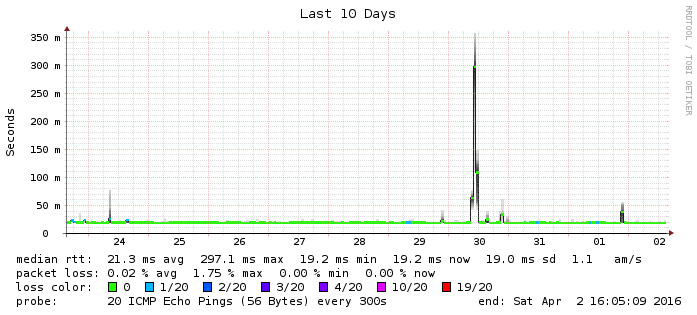 Last 10 Days
RRDTOOL / TOBI OETIKER
Seconds
350 m
300 m
250 m
200 m
150 m
100 m
50 m
0
24 25 26 27 28 29 30 31 01 02
median rtt: 21.3 ms avg 297.1 ms max 19.2 ms min 19.2 ms now 19.0 ms sd 1.1 am/s
packet loss: 0.02 % avg 1.75 % max 0.00 % min 0.00 % now
loss color: 0 1/20 2/20 3/20 4/20 10/20 19/20
probe: 20 ICMP Echo Pings (56 Bytes) every 300s end: Sat Apr 2 16:05:09 2016